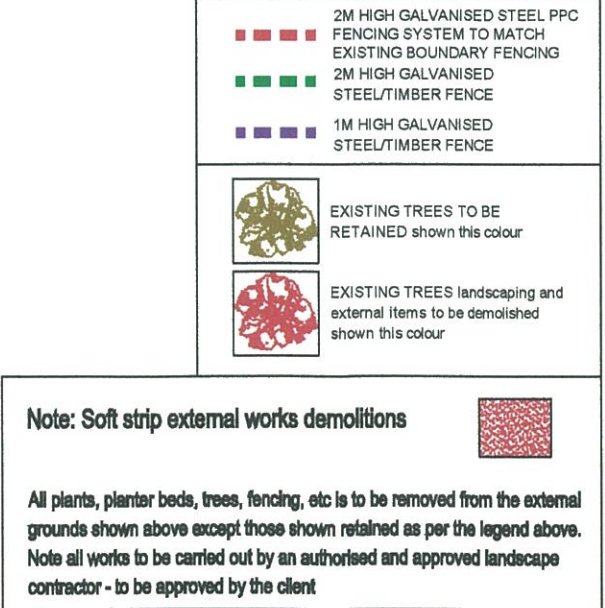 2M HIGH GALVANISED STEEL PPC
FENCING SYSTEM TO MATCH
EXISTING BOUNDARY FENCING
2M HIGH GALVANISED
STEEL/TIMBER FENCE
1M HIGH GALVANISED
STEEL/TIMBER FENCE
EXISTING TREES TO BE
RETAINED shown this colour
EXISTING TREES landscaping and
external items to be demolished
shown this colour
Note: Soft strip external works demolitions
All plants, planter beds, trees, fencing, etc is to be removed from the external
grounds shown above except those shown retained as per the legend above.
Note all works to be carried out by an authorised and approved landscape
contractor - to be approved by the client